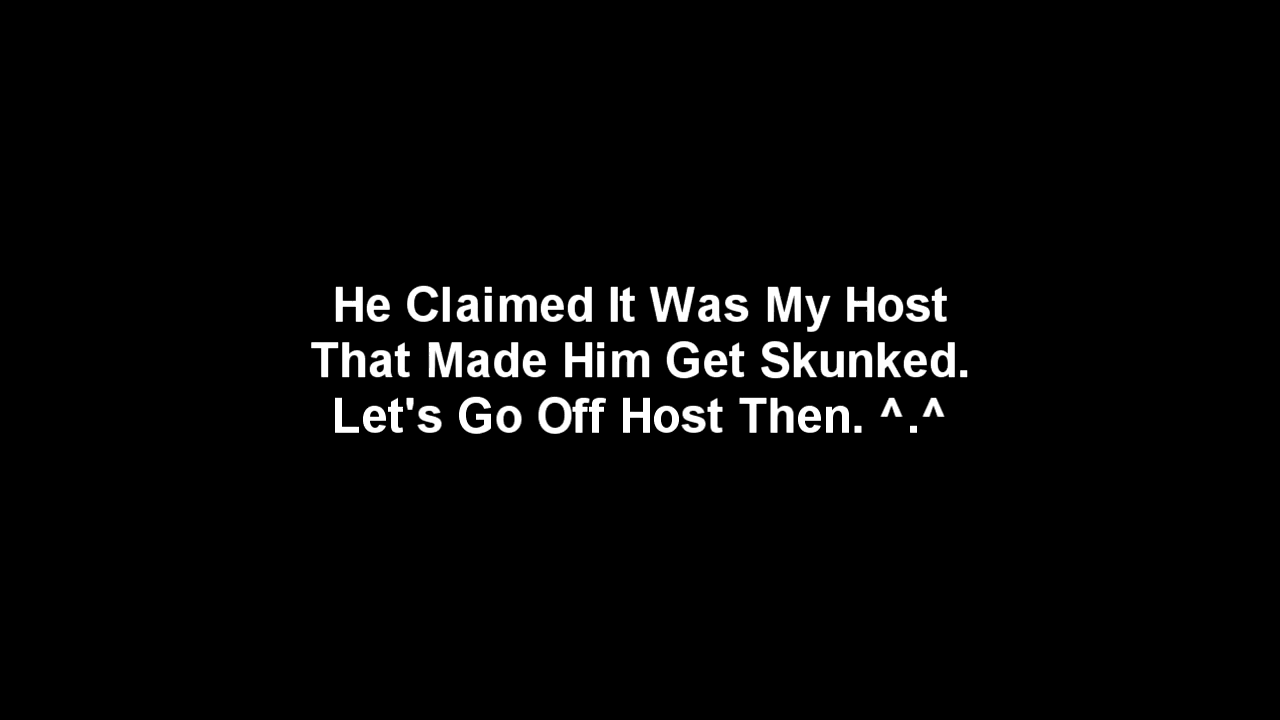 He Claimed It Was My Host
That Made Him Get Skunked.
Let's Go Off Host Then. ^.^